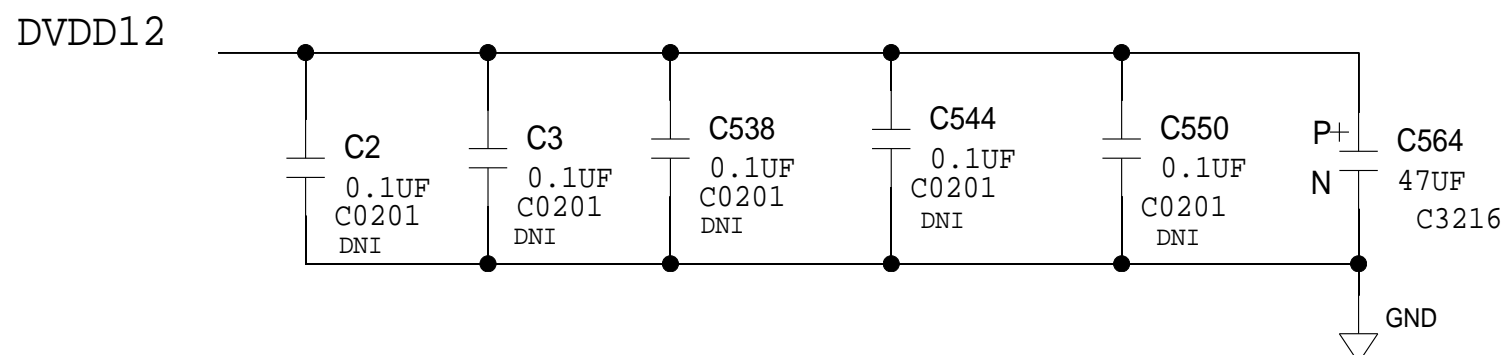 DVDD12
C2
0.1UF
C0201
DNI
C3
0.1UF
C0201
DNI
C538
0.1UF
C0201
DNI
C544
0.1UF
C0201
DNI
C550
0.1UF
C0201
DNI
P+
N
C564
47UF
C3216
GND